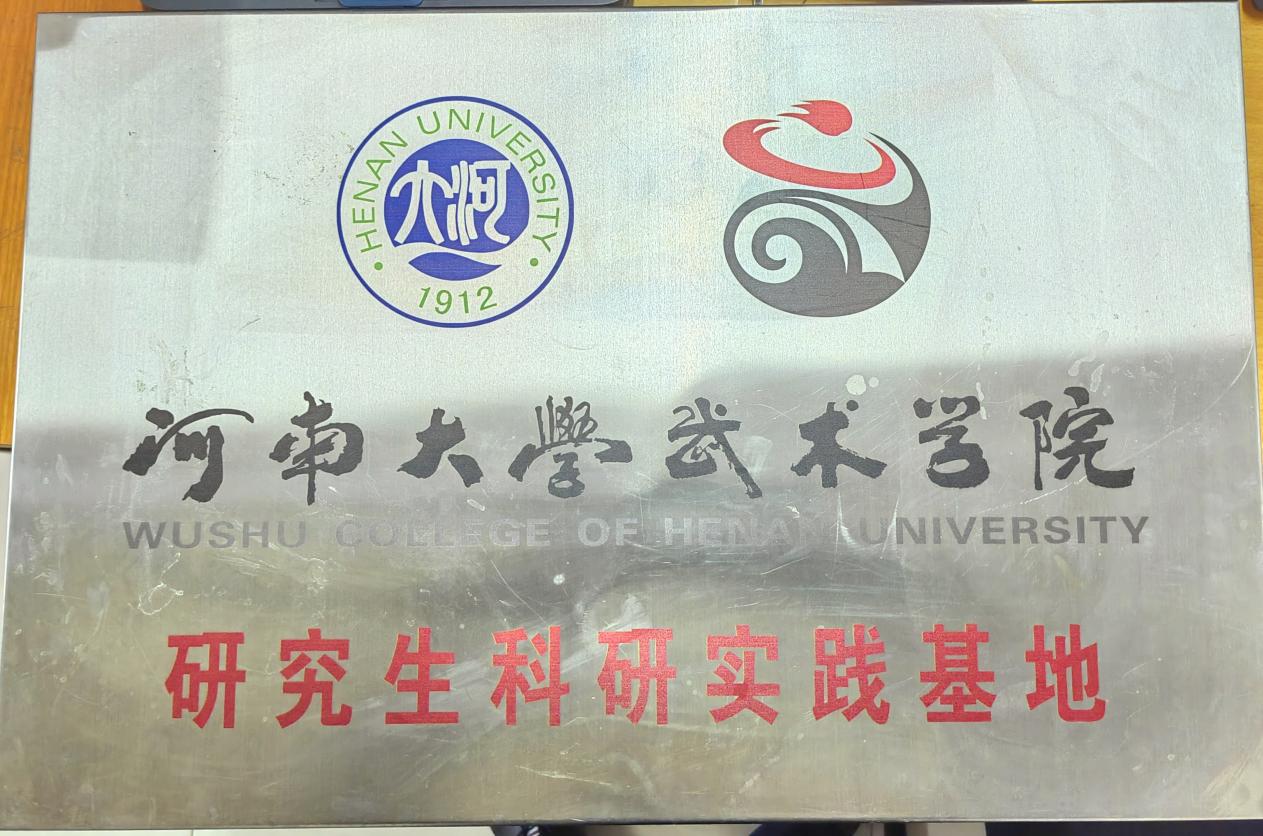 HENAN UNIVERSITY
大河
1912
河南大學武术学院
WUSHU COLLEGE OF HENAN UNIVERSITY
研究生科研实践基地